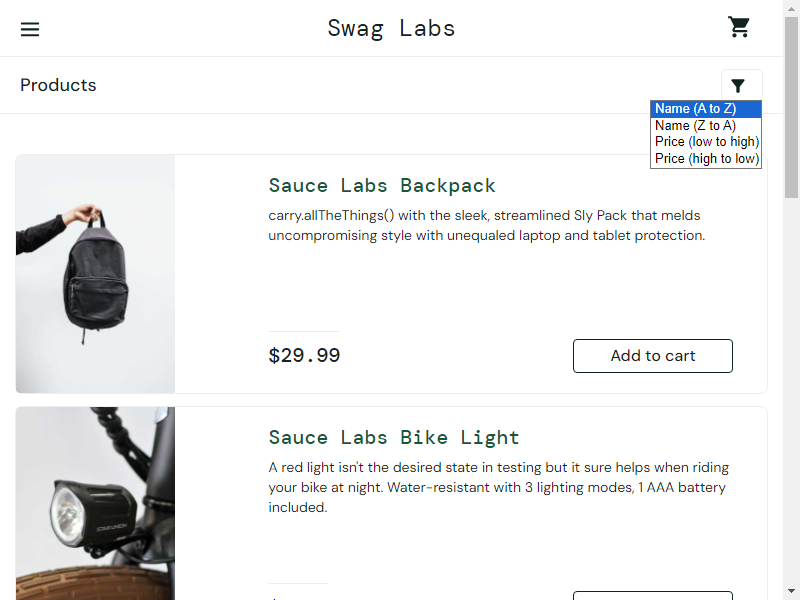 Swag Labs
Products
Name (A to Z)
Name (Z to A)
Price (low to high)
Price (high to low)
Sauce Labs Backpack
carry.allTheThings() with the sleek, streamlined Sly Pack that melds
uncompromising style with unequaled laptop and tablet protection.
$29.99
Add to cart
Sauce Labs Bike Light
A red light isn't the desired state in testing but it sure helps when riding
your bike at night. Water-resistant with 3 lighting modes, 1 AAA battery
included.